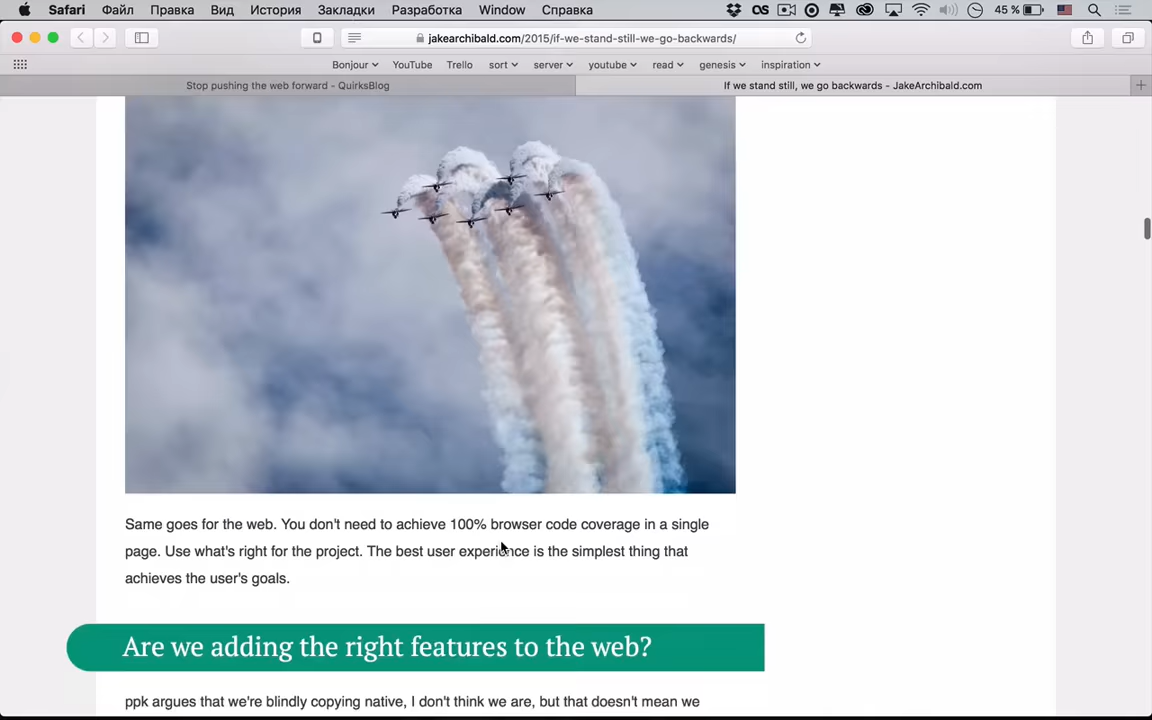 Safari Файл Правка Вид История Закладки Разработка Window Справка 45 %
jakearchibald.com/2015/if-we-stand-still-we-go-backwards/
Bonjour YouTube Trello sort server youtube read genesis inspiration
Stop pushing the web forward - QuirksBlog If we stand still, we go backwards - JakeArchibald.com
Same goes for the web. You don't need to achieve 100% browser code coverage in a single
page. Use what's right for the project. The best user experience is the simplest thing that
achieves the user's goals.
Are we adding the right features to the web?
ppk argues that we're blindly copying native, I don't think we are, but that doesn't mean we